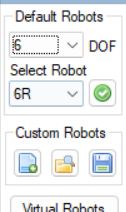 Default Robots
6 DOF
Select Robot
6R
Custom Robots
Virtual Robots